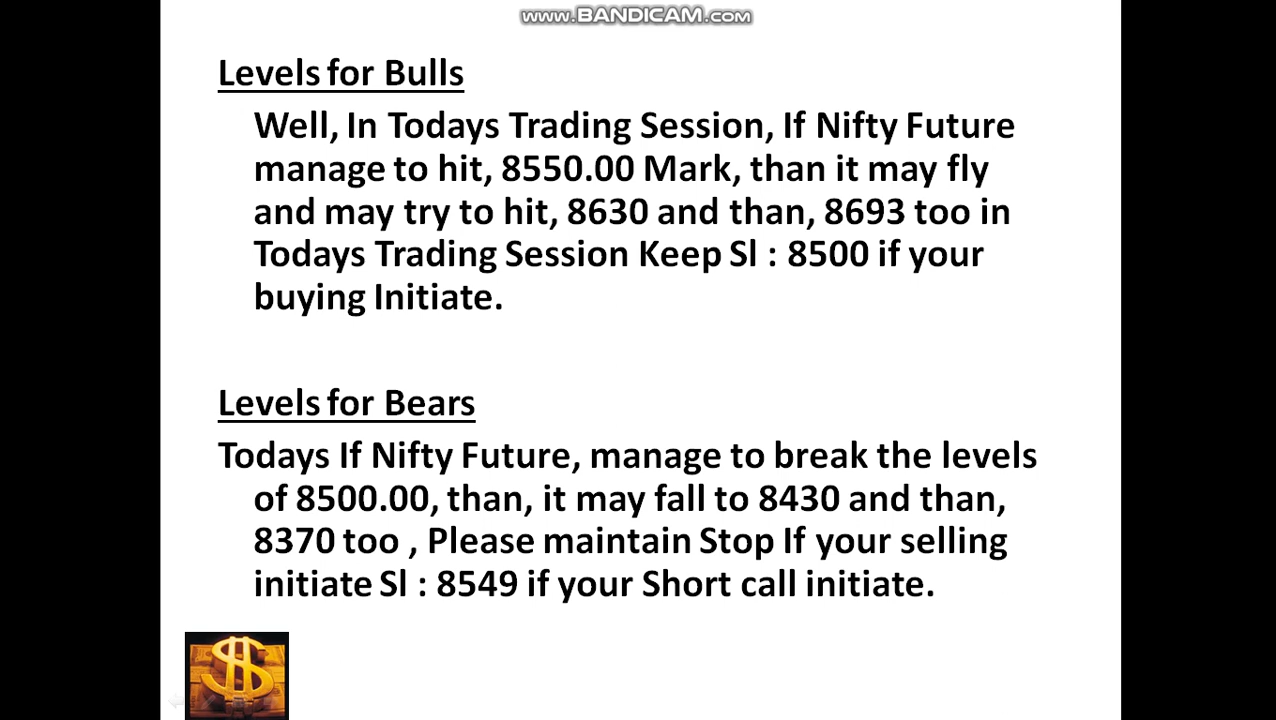 www.BANDICAM.com
Levels for Bulls
Well, In Todays Trading Session, If Nifty Future
manage to hit, 8550.00 Mark, than it may fly
and may try to hit, 8630 and than, 8693 too in
Todays Trading Session Keep Sl : 8500 if your
buying Initiate.
Levels for Bears
Todays If Nifty Future, manage to break the levels
of 8500.00, than, it may fall to 8430 and than,
8370 too , Please maintain Stop If your selling
initiate Sl : 8549 if your Short call initiate.